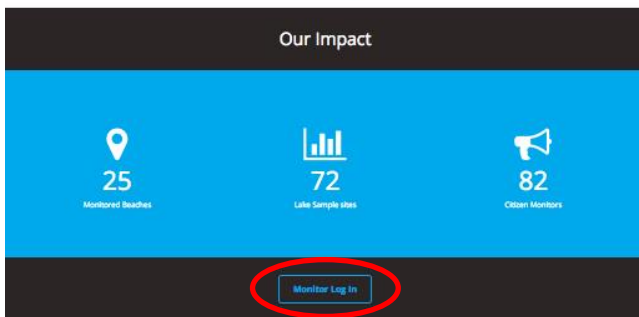 Our Impact
25
Monitored Beaches
72
Lake Sample sites
82
Citizen Monitors
Monitor Log In